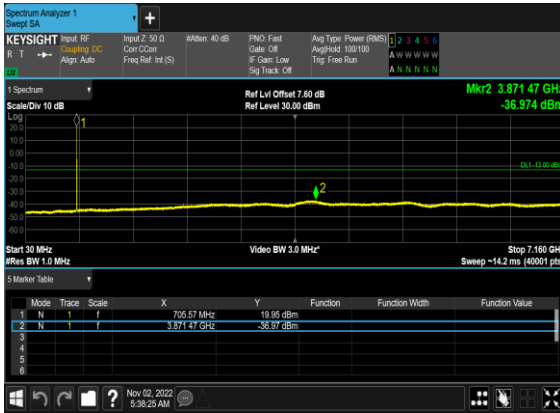 Spectrum Analyzer 1
Swept SA
KEYSIGHT Input: RF Input Z: 50 Ω #Atten: 40 dB PNO: Fast Avg Type: Power (RMS) 1 2 3 4 5 6
R T Coupling: DC Corr CCorr Gate: Off Avg|Hold: 100/100 A W W W W W
Align: Auto Freq Ref: Int (S) IF Gain: Low Trig: Free Run
Sig Track: Off A N N N N N
1 Spectrum
Ref Lvl Offset 7.60 dB Mkr2 3.871 47 GHz
Scale/Div 10 dB Ref Level 30.00 dBm -36.974 dBm
Log
20.0
10.0
0.00
-10.0
DL1 -13.00 dBm
-20.0
-30.0
-40.0
-50.0
-60.0
1
2
Start 30 MHz Video BW 3.0 MHz* Stop 7.160 GH
#Res BW 1.0 MHz Sweep ~14.2 ms (40001 pts
5 Marker Table
Mode Trace Scale X Y Function Function Width Function Value
1 N 1 f 705.57 MHz 19.95 dBm
2 N 1 f 3.871 47 GHz -36.97 dBm
3
4
5
6
Nov 02, 2022
5:38:25 AM